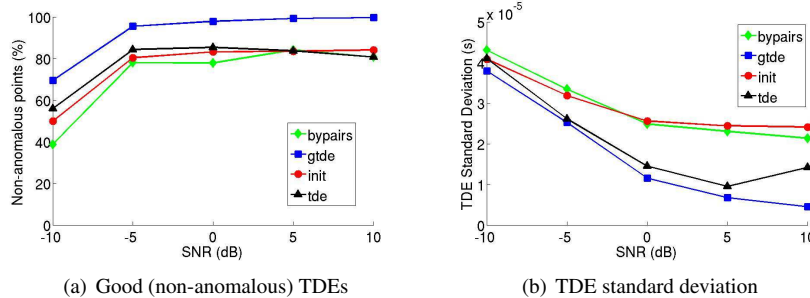 100
80
60
40
20
0
Non-anomalous points (%)
bypairs
gtde
init
tde
-10 -5 0 5 10
SNR (dB)
(a) Good (non-anomalous) TDEs
5 x 10^-5
4
3
2
1
0
TDE Standard Deviation (s)
bypairs
gtde
init
tde
-10 -5 0 5 10
SNR (dB)
(b) TDE standard deviation